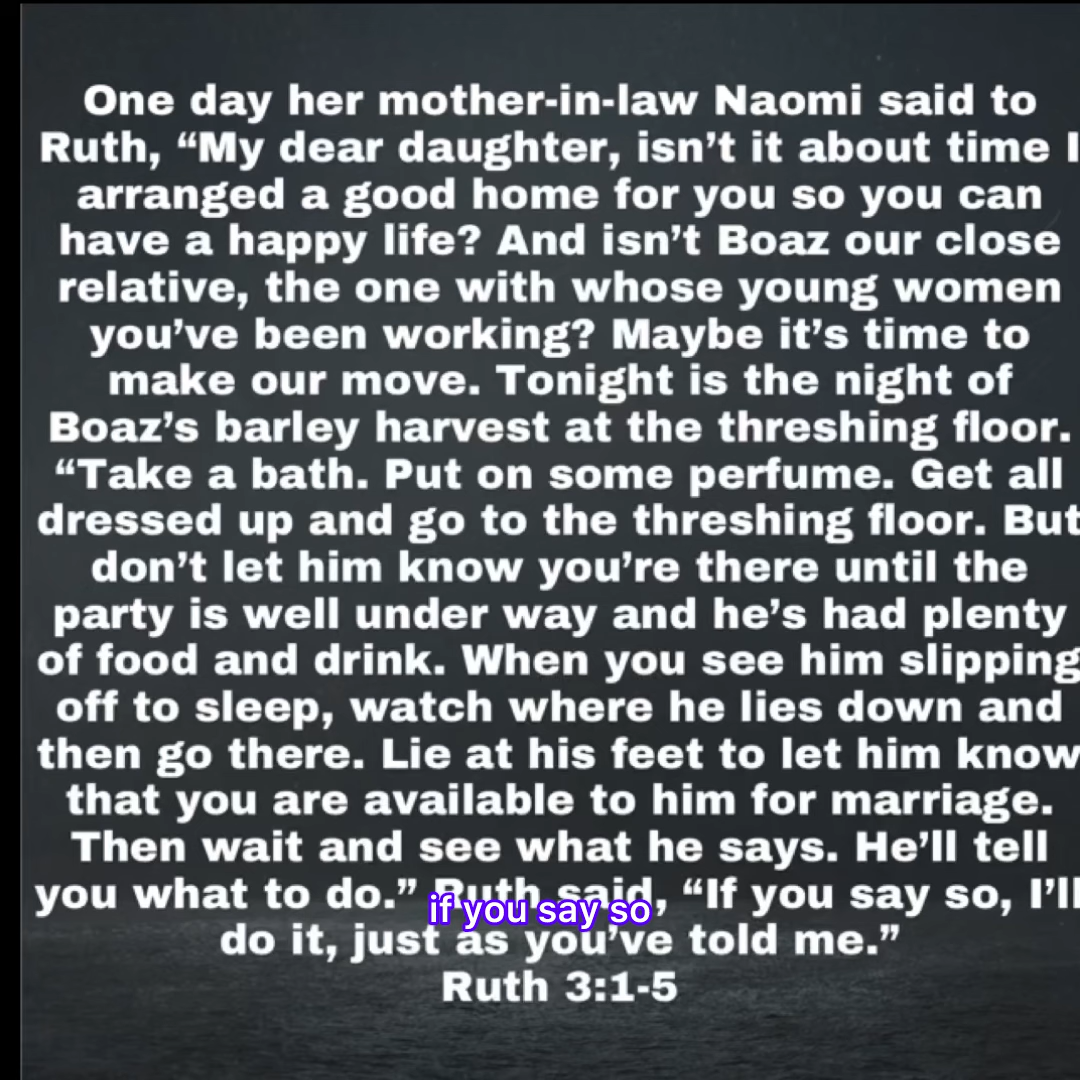 One day her mother-in-law Naomi said to
Ruth, “My dear daughter, isn’t it about time I
arranged a good home for you so you can
have a happy life? And isn’t Boaz our close
relative, the one with whose young women
you’ve been working? Maybe it’s time to
make our move. Tonight is the night of
Boaz’s barley harvest at the threshing floor.
“Take a bath. Put on some perfume. Get all
dressed up and go to the threshing floor. But
don’t let him know you’re there until the
party is well under way and he’s had plenty
of food and drink. When you see him slipping
off to sleep, watch where he lies down and
then go there. Lie at his feet to let him know
that you are available to him for marriage.
Then wait and see what he says. He’ll tell
you what to do.” Ruth said, “If you say so, I’ll
if you say so
do it, just as you’ve told me.”
Ruth 3:1-5